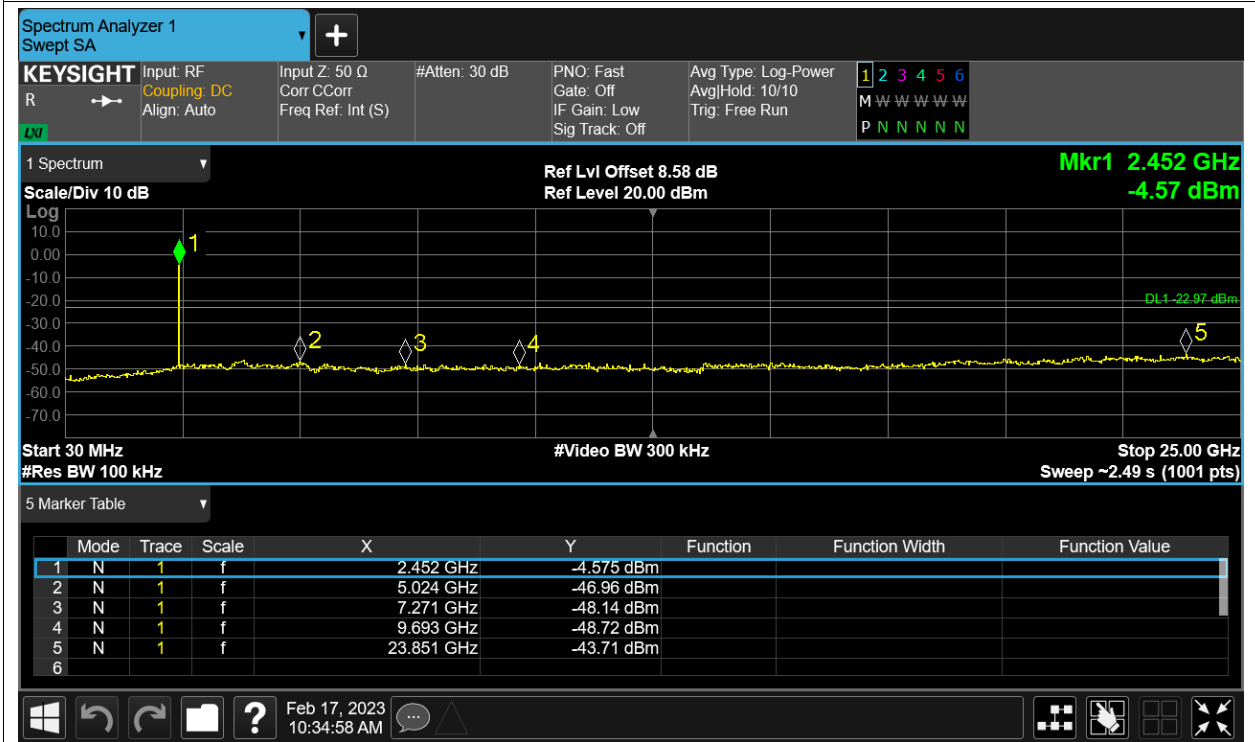 Spectrum Analyzer 1
Swept SA
+
KEYSIGHT
R
LXI
Input: RF
Coupling: DC
Align: Auto
Input Z: 50 Ω
Corr CCorr
Freq Ref: Int (S)
#Atten: 30 dB
PNO: Fast
Gate: Off
IF Gain: Low
Sig Track: Off
Avg Type: Log-Power
Avg|Hold: 10/10
Trig: Free Run
1 2 3 4 5 6
M W W W W W
P N N N N N
1 Spectrum
Scale/Div 10 dB
Ref Lvl Offset 8.58 dB
Ref Level 20.00 dBm
Mkr1 2.452 GHz
-4.57 dBm
Log
10.0
0.00
-10.0
-20.0
-30.0
-40.0
-50.0
-60.0
-70.0
1
2
3
4
5
DL1 -22.97 dBm
Start 30 MHz
#Res BW 100 kHz
#Video BW 300 kHz
Stop 25.00 GHz
Sweep ~2.49 s (1001 pts)
5 Marker Table
Mode Trace Scale X Y Function Function Width Function Value
1 N 1 f 2.452 GHz -4.575 dBm
2 N 1 f 5.024 GHz -46.96 dBm
3 N 1 f 7.271 GHz -48.14 dBm
4 N 1 f 9.693 GHz -48.72 dBm
5 N 1 f 23.851 GHz -43.71 dBm
6
?
Feb 17, 2023
10:34:58 AM